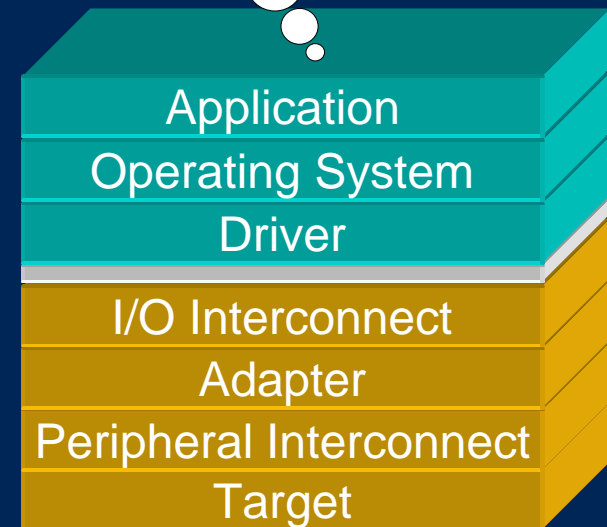 Application
Operating System
Driver
I/O Interconnect
Adapter
Peripheral Interconnect
Target